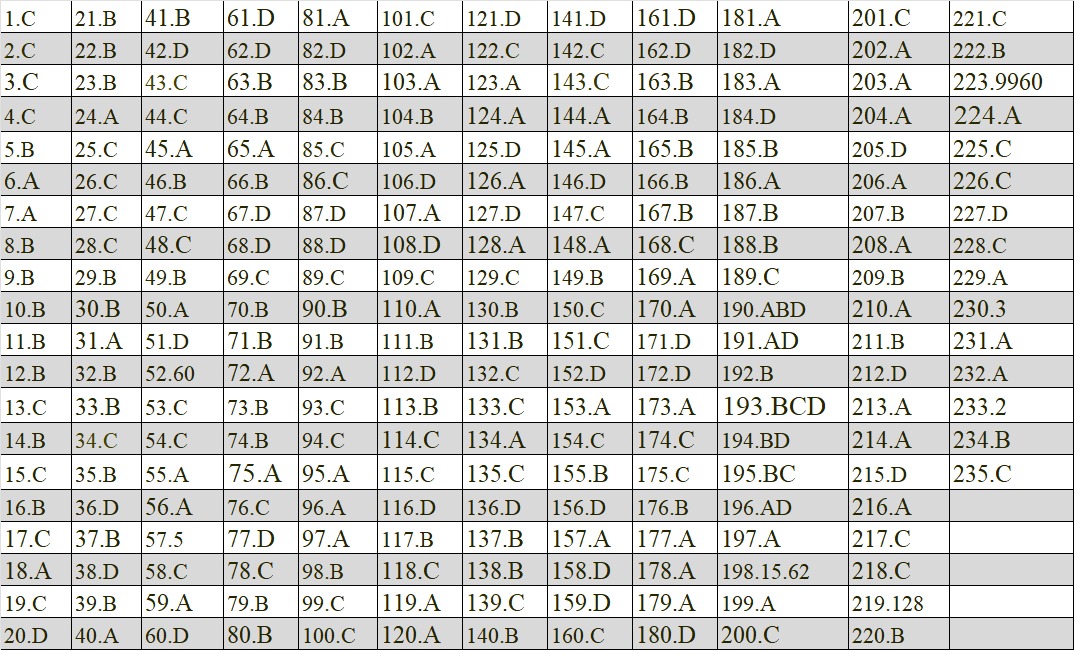 1.C 21.B 41.B 61.D 81.A 101.C 121.D 141.D 161.D 181.A 201.C 221.C
2.C 22.B 42.D 62.D 82.D 102.A 122.C 142.C 162.D 182.D 202.A 222.B
3.C 23.B 43.C 63.B 83.B 103.A 123.A 143.C 163.B 183.A 203.A 223.9960
4.C 24.A 44.C 64.B 84.B 104.B 124.A 144.A 164.B 184.D 204.A 224.A
5.B 25.C 45.A 65.A 85.C 105.A 125.D 145.A 165.B 185.B 205.D 225.C
6.A 26.C 46.B 66.B 86.C 106.D 126.A 146.D 166.B 186.A 206.A 226.C
7.A 27.C 47.C 67.D 87.D 107.A 127.D 147.C 167.B 187.B 207.B 227.D
8.B 28.C 48.C 68.D 88.D 108.D 128.A 148.A 168.C 188.B 208.A 228.C
9.B 29.B 49.B 69.C 89.C 109.C 129.C 149.B 169.A 189.C 209.B 229.A
10.B 30.B 50.A 70.B 90.B 110.A 130.B 150.C 170.A 190.ABD 210.A 230.3
11.B 31.A 51.D 71.B 91.B 111.B 131.B 151.C 171.D 191.AD 211.B 231.A
12.B 32.B 52.60 72.A 92.A 112.D 132.C 152.D 172.D 192.B 212.D 232.A
13.C 33.B 53.C 73.B 93.C 113.B 133.C 153.A 173.A 193.BCD 213.A 233.2
14.B 34.C 54.C 74.B 94.C 114.C 134.A 154.C 174.C 194.BD 214.A 234.B
15.C 35.B 55.A 75.A 95.A 115.C 135.C 155.B 175.C 195.BC 215.D 235.C
16.B 36.D 56.A 76.C 96.A 116.D 136.D 156.D 176.B 196.AD 216.A
17.C 37.B 57.5 77.D 97.A 117.B 137.B 157.A 177.A 197.A 217.C
18.A 38.D 58.C 78.C 98.B 118.C 138.B 158.D 178.A 198.15.62 218.C
19.C 39.B 59.A 79.B 99.C 119.A 139.C 159.D 179.A 199.A 219.128
20.D 40.A 60.D 80.B 100.C 120.A 140.B 160.C 180.D 200.C 220.B